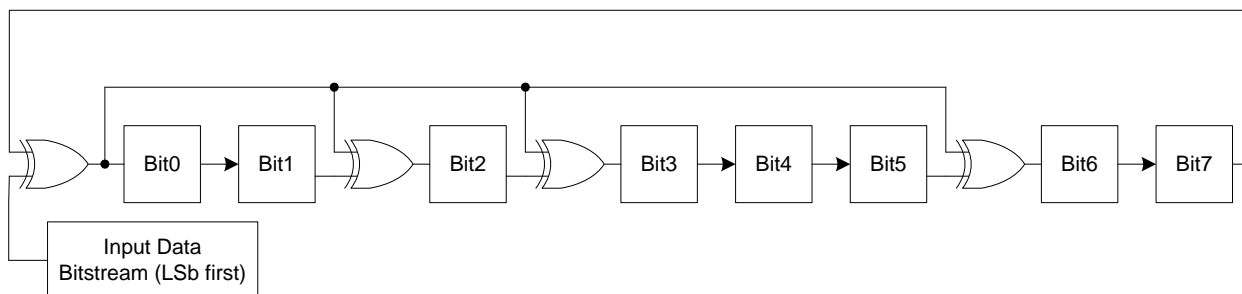 Bit0
Bit1
Bit2
Bit3
Bit4
Bit5
Bit6
Bit7
Input Data
Bitstream (LSb first)